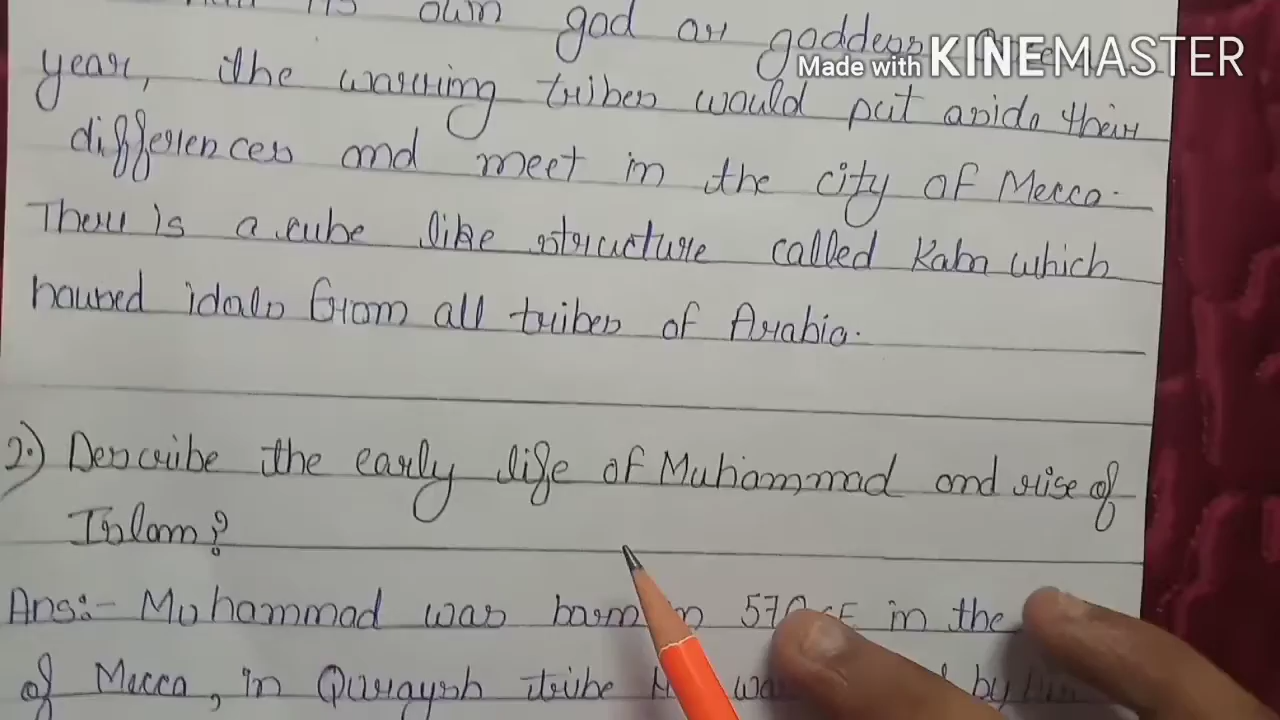 own god or goddess
Made with KINEMASTER
year, the warring tribes would put aside their
differences and meet in the city of Mecca.
There is a cube like structure called Kaba which
housed idols from all tribes of Arabia.
2.) Describe the early life of Muhammad and rise of
Islam?
Ans:- Muhammad was born in 570 CE in the
of Mecca, in Quraysh tribe by